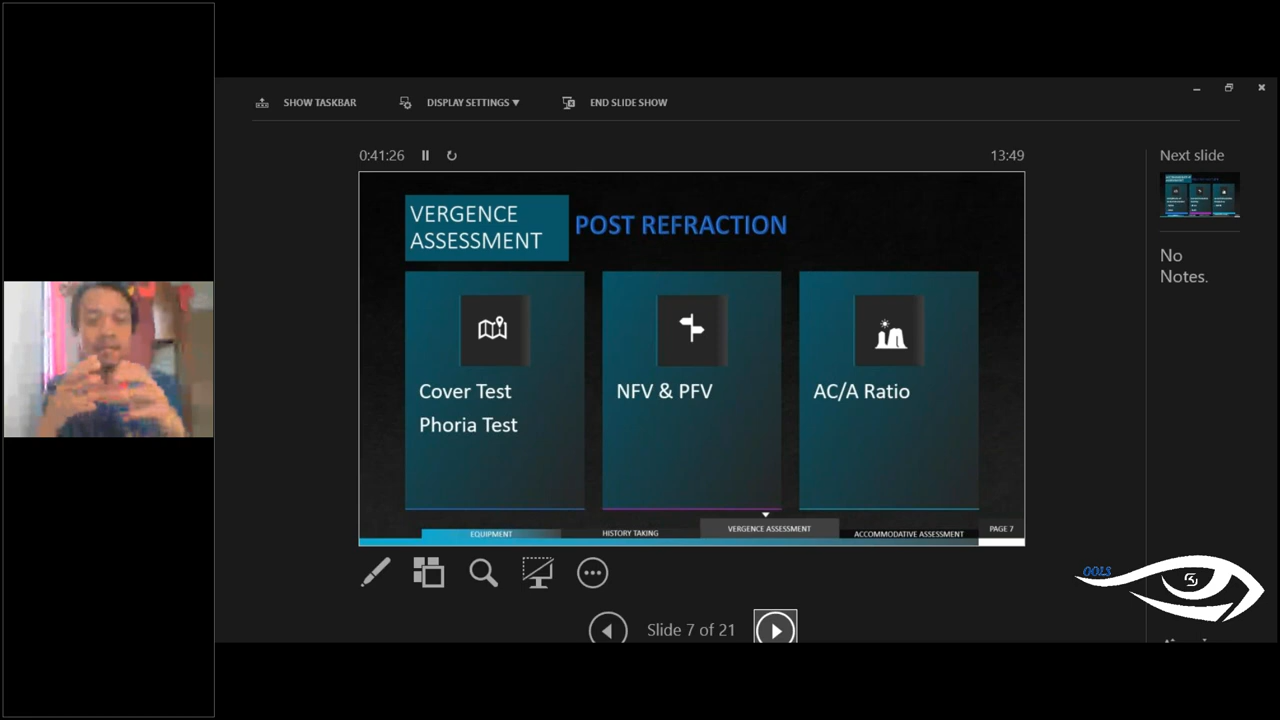 SHOW TASKBAR
DISPLAY SETTINGS ▼
END SLIDE SHOW
0:41:26
13:49
Next slide
VERGENCE
ASSESSMENT
POST REFRACTION
Cover Test
Phoria Test
NFV & PFV
AC/A Ratio
EQUIPMENT
HISTORY TAKING
VERGENCE ASSESSMENT
ACCOMMODATIVE ASSESSMENT
PAGE 7
No
Notes.
OOLS
Slide 7 of 21